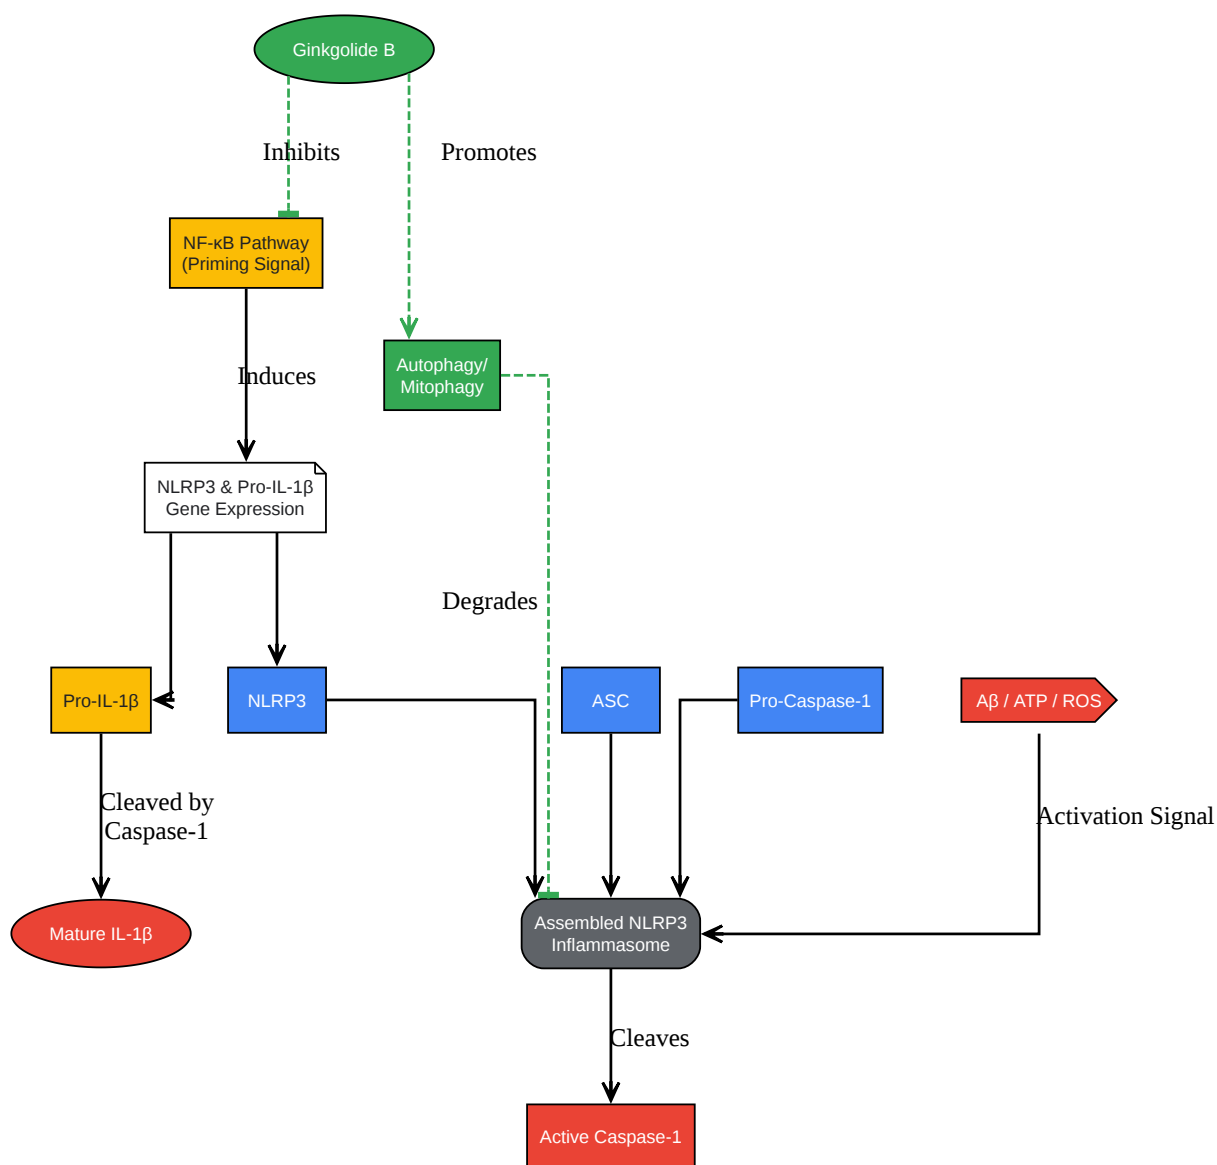 Ginkgolide B
Inhibits
Promotes
NF-κB Pathway
(Priming Signal)
Autophagy/
Mitophagy
Induces
NLRP3 & Pro-IL-1β
Gene Expression
Degrades
Pro-IL-1β
NLRP3
ASC
Pro-Caspase-1
Aβ / ATP / ROS
Cleaved by
Caspase-1
Activation Signal
Mature IL-1β
Assembled NLRP3
Inflammasome
Cleaves
Active Caspase-1